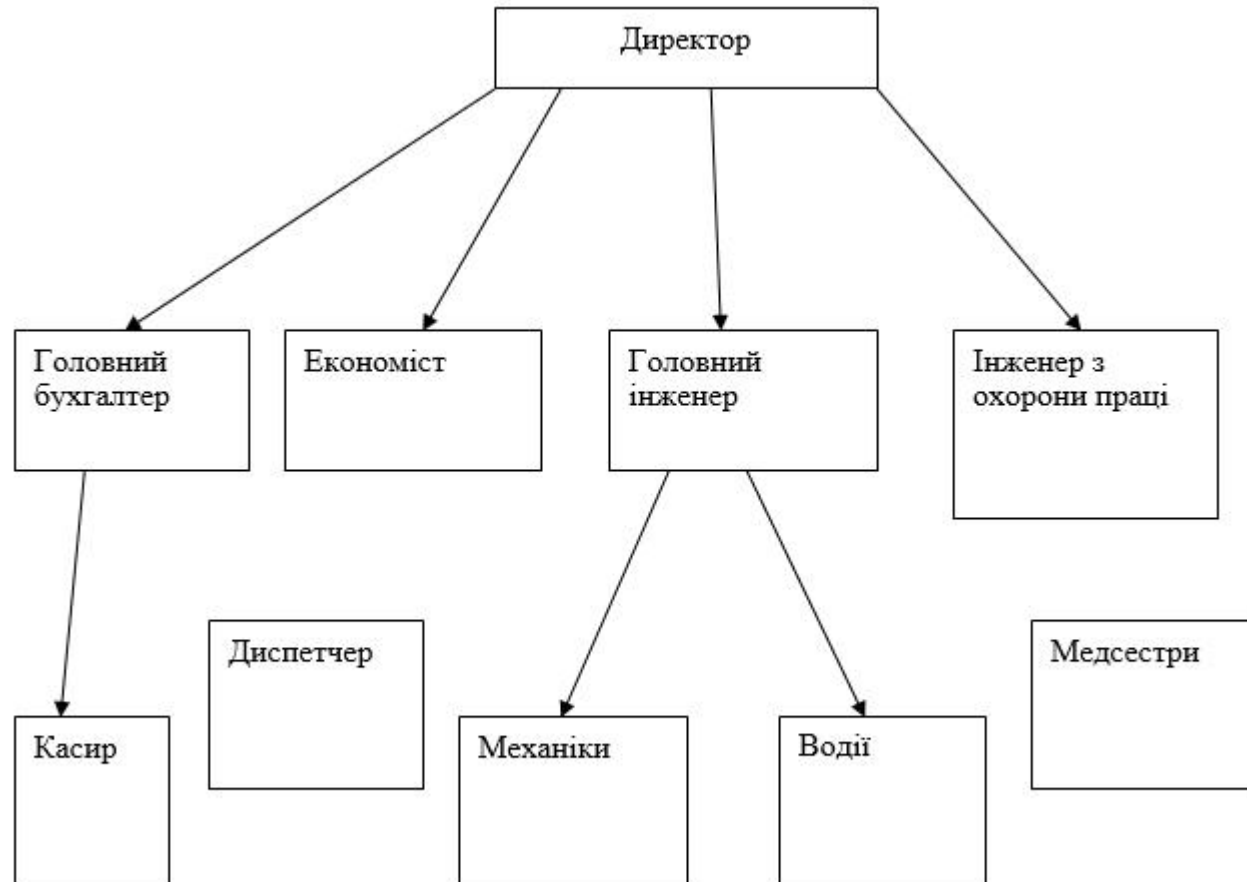 Директор
Головний
бухгалтер
Економіст
Головний
інженер
Інженер з
охорони праці
Диспетчер
Медсестри
Касир
Механіки
Водії